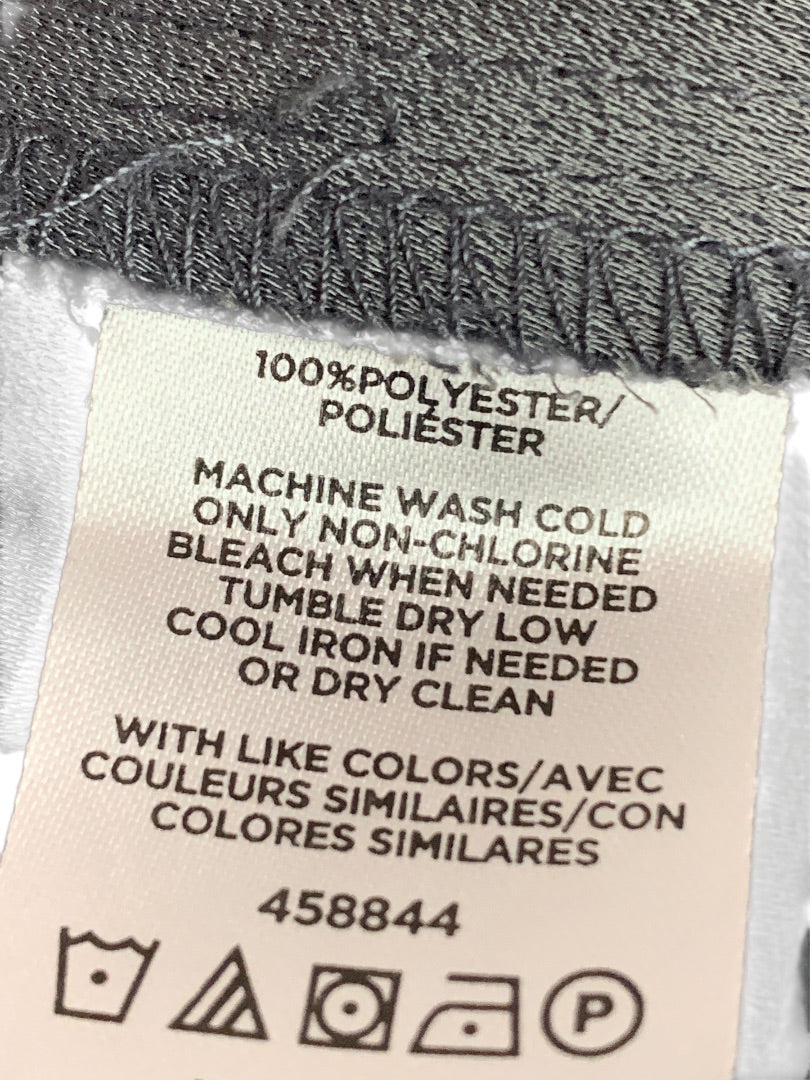 100%POLYESTER/
POLIÉSTER
MACHINE WASH COLD
ONLY NON-CHLORINE
BLEACH WHEN NEEDED
TUMBLE DRY LOW
COOL IRON IF NEEDED
OR DRY CLEAN
WITH LIKE COLORS/AVEC
COULEURS SIMILAIRES/CON
COLORES SIMILARES
458844
P